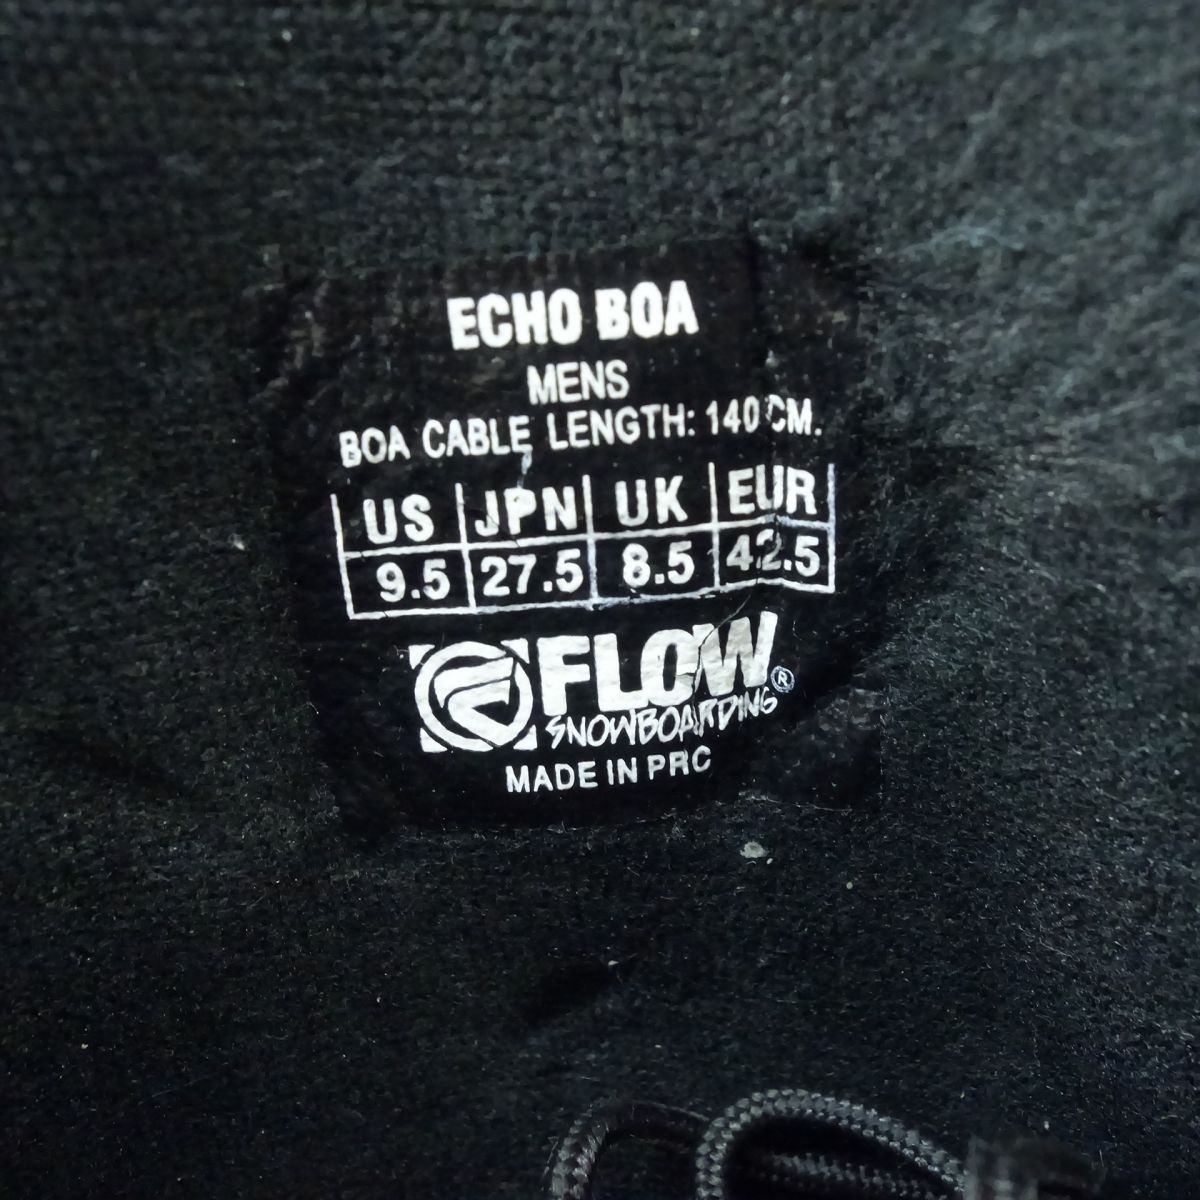 ECHO BOA
MENS
BOA CABLE LENGTH: 140 CM.
US JPN UK EUR
9.5 27.5 8.5 42.5
FLOW®
SNOWBOARDING
MADE IN PRC